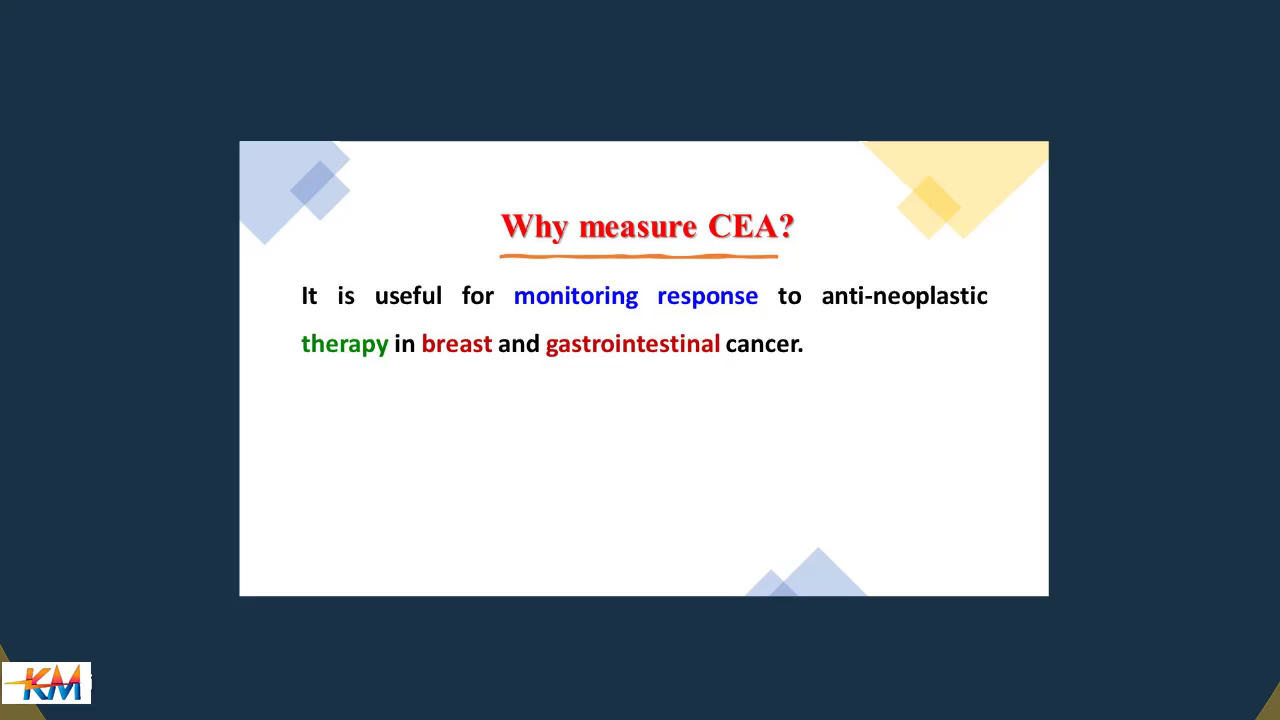 Why measure CEA?
It is useful for monitoring response to anti-neoplastic
therapy in breast and gastrointestinal cancer.
KM